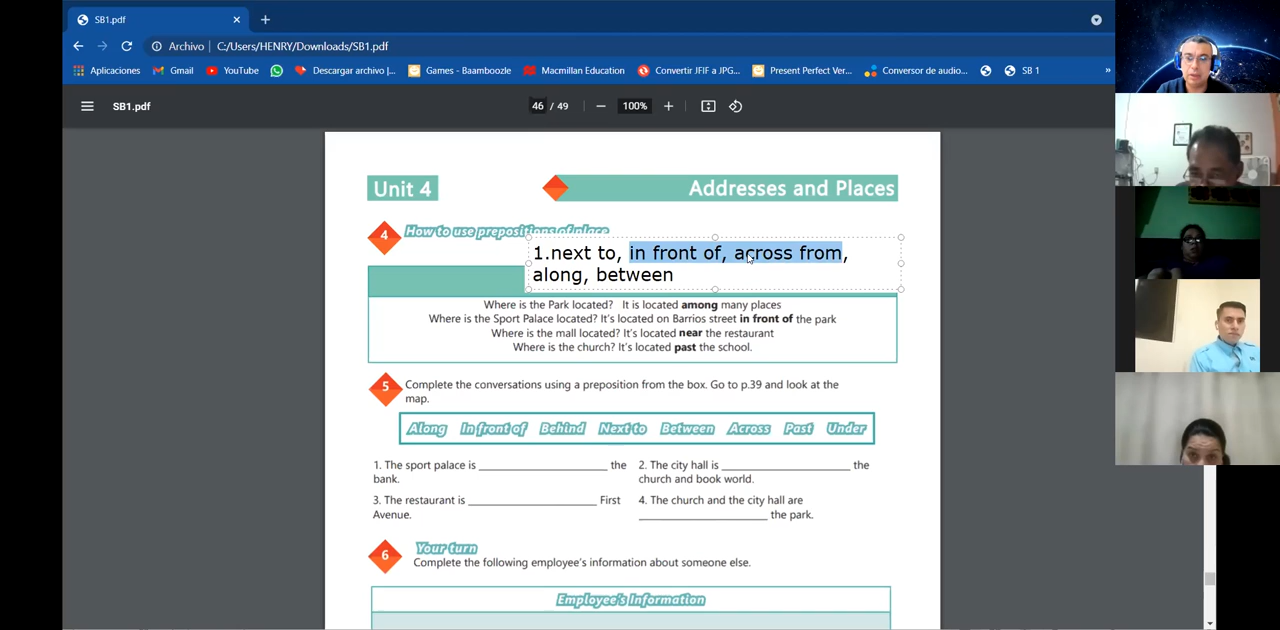 SB1.pdf
Archivo C:/Users/HENRY/Downloads/SB1.pdf
Aplicaciones Gmail YouTube Descargar archivo |... Games - Baamboozle Macmillan Education Convertir JFIF a JPG... Present Perfect Ver... Conversor de audio... SB 1 »
SB1.pdf 46 / 49 100%
Unit 4 Addresses and Places
4 How to use prepositions of place
1.next to, in front of, across from,
along, between
Where is the Park located? It is located among many places
Where is the Sport Palace located? It's located on Barrios street in front of the park
Where is the mall located? It's located near the restaurant
Where is the church? It's located past the school.
5 Complete the conversations using a preposition from the box. Go to p.39 and look at the
map.
Along In front of Behind Next to Between Across Past Under
1. The sport palace is ____________________ the
bank.
2. The city hall is ____________________ the
church and book world.
3. The restaurant is ____________________ First
Avenue.
4. The church and the city hall are
____________________ the park.
6 Your turn
Complete the following employee's information about someone else.
Employee's Information